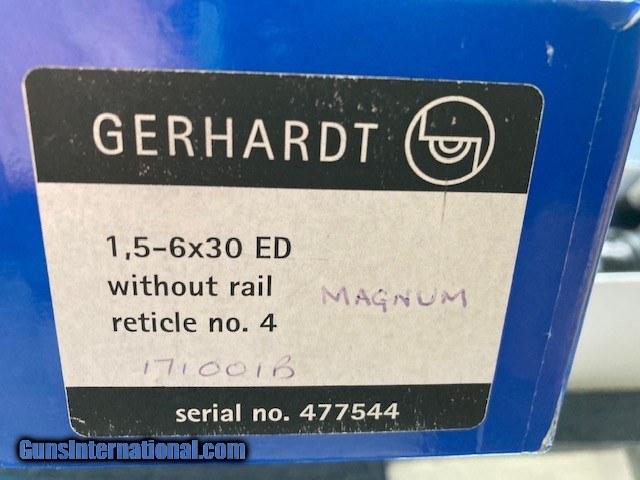 GERHARDT
1,5-6x30 ED
without rail
MAGNUM
reticle no. 4
171001B
serial no. 477544
GunsInternational.com